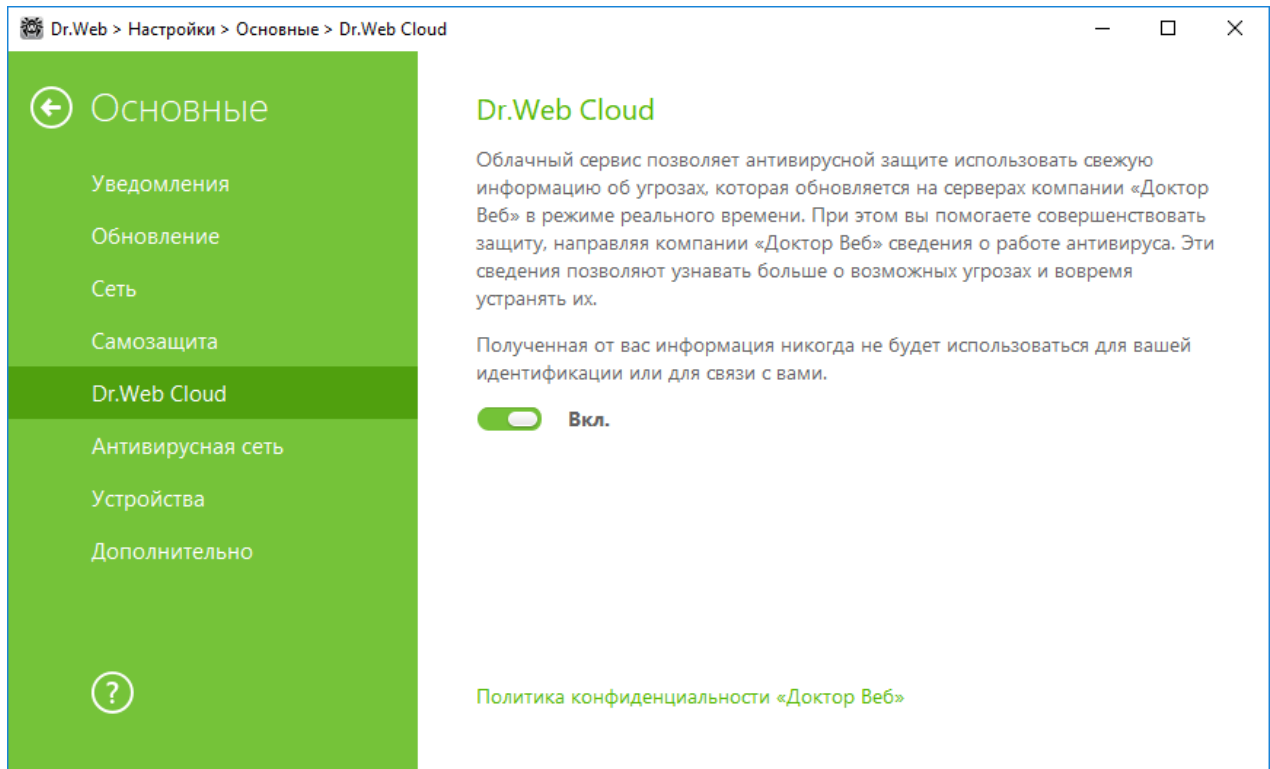 Dr.Web > Настройки > Основные > Dr.Web Cloud
Основные
Уведомления
Обновление
Сеть
Самозащита
Dr.Web Cloud
Антивирусная сеть
Устройства
Дополнительно
?
Dr.Web Cloud
Облачный сервис позволяет антивирусной защите использовать свежую
информацию об угрозах, которая обновляется на серверах компании «Доктор
Веб» в режиме реального времени. При этом вы помогаете совершенствовать
защиту, направляя компании «Доктор Веб» сведения о работе антивируса. Эти
сведения позволяют узнавать больше о возможных угрозах и вовремя
устранять их.
Полученная от вас информация никогда не будет использоваться для вашей
идентификации или для связи с вами.
Вкл.
Политика конфиденциальности «Доктор Веб»